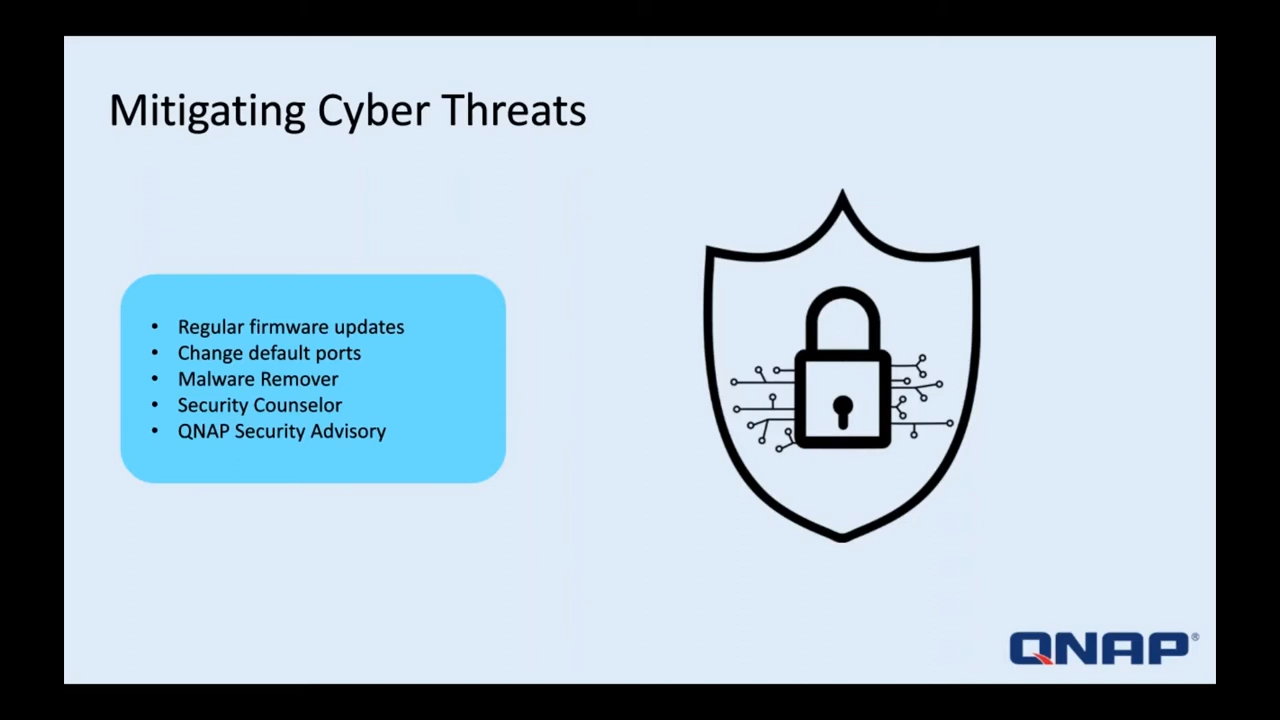 Mitigating Cyber Threats
• Regular firmware updates
• Change default ports
• Malware Remover
• Security Counselor
• QNAP Security Advisory
QNAP®